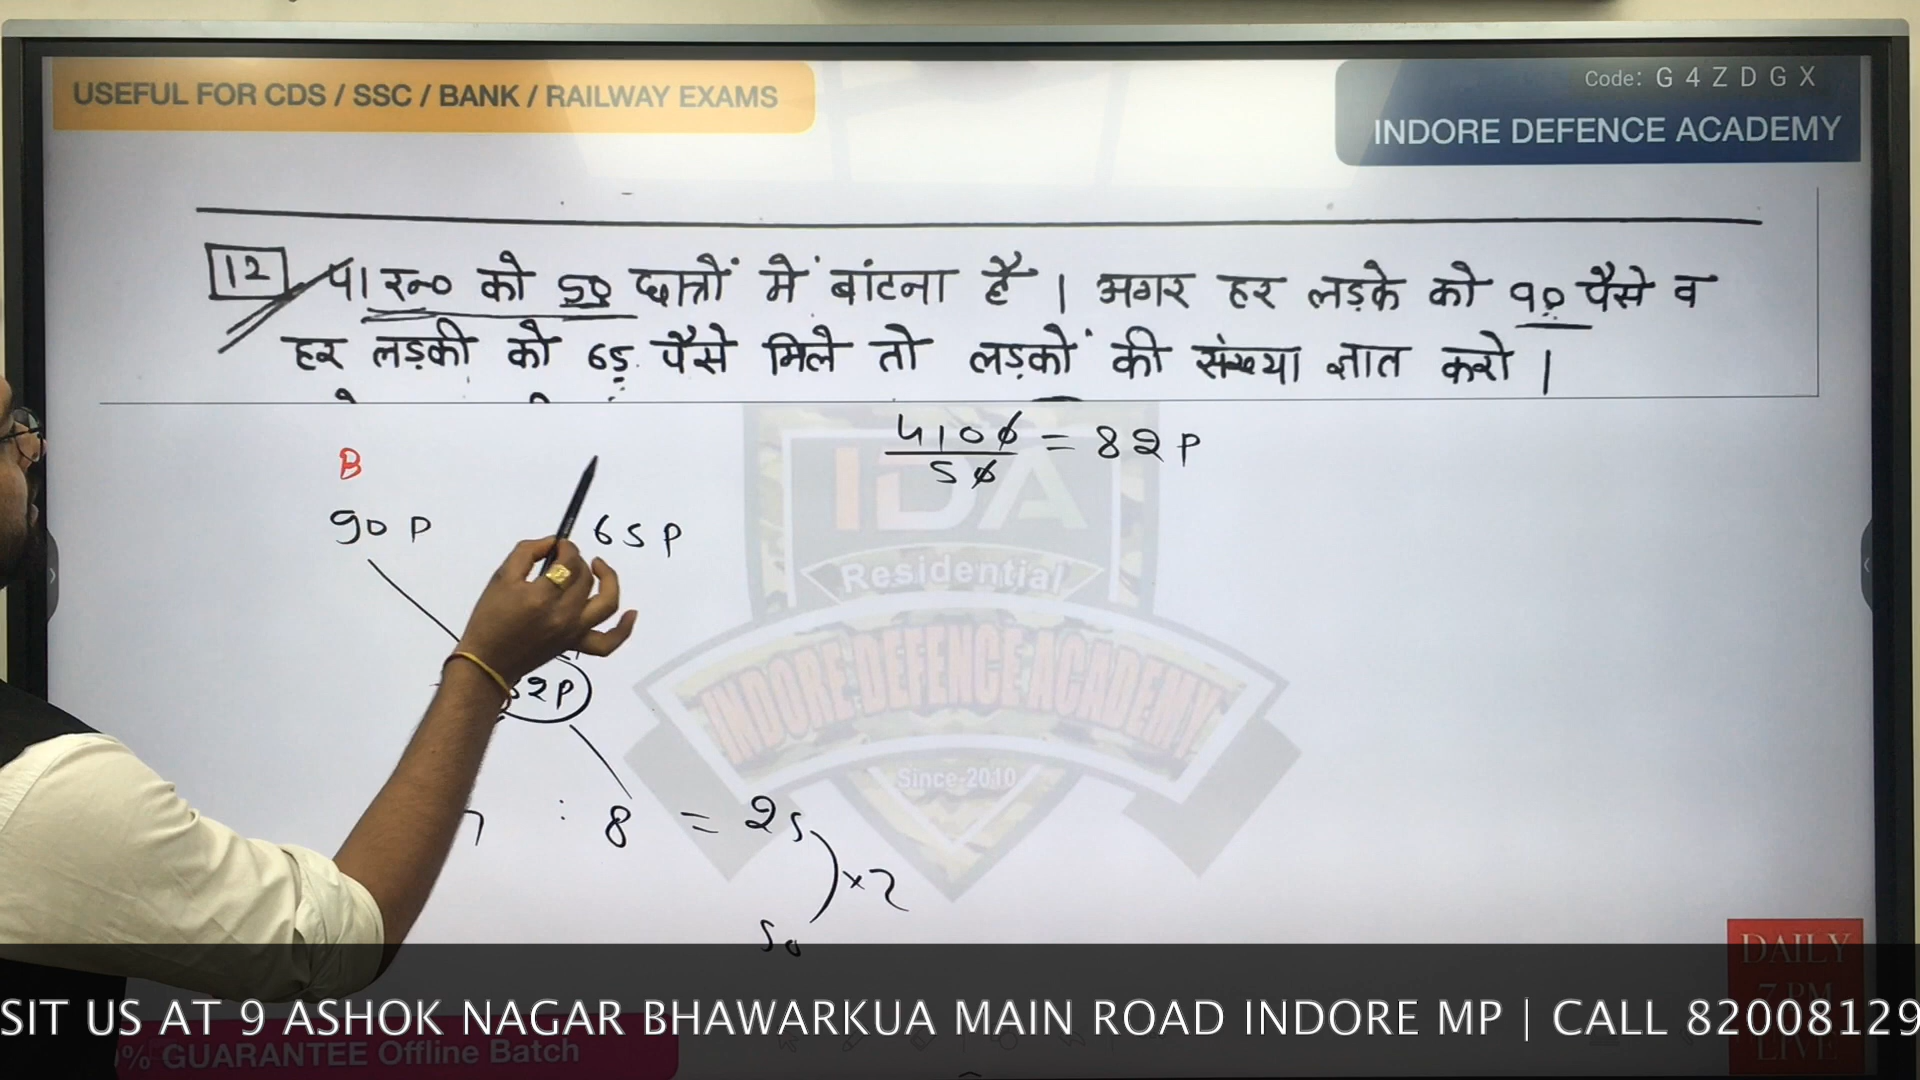 USEFUL FOR CDS / SSC / BANK / RAILWAY EXAMS
Code: G 4 Z D G X
INDORE DEFENCE ACADEMY
12 को 50 छात्रों में बांटना है । अगर हर लड़के को 90 पैसे व
हर लड़की को 65 पैसे मिले तो लड़कों की संख्या ज्ञात करो ।
4100/50 = 82 P
B
90 P 65 P
82P
7 : 8 = 25
×2
50
IDA
Residential
INDORE DEFENCE ACADEMY
Since-2010
DAILY
7 PM
LIVE
SIT US AT 9 ASHOK NAGAR BHAWARKUA MAIN ROAD INDORE MP | CALL 82008129
% GUARANTEE Offline Batch